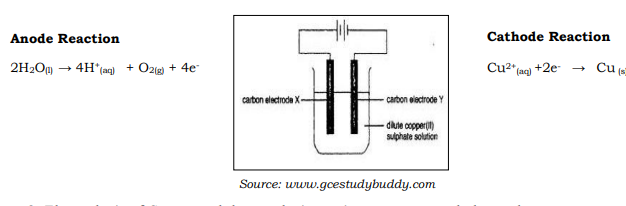 Anode Reaction
2H₂O(l) → 4H⁺(aq) + O₂(g) + 4e⁻
carbon electrode X
carbon electrode Y
dilute copper(II)
sulphate solution
Source: www.gcestudybuddy.com
Cathode Reaction
Cu²⁺(aq) +2e⁻ → Cu (s